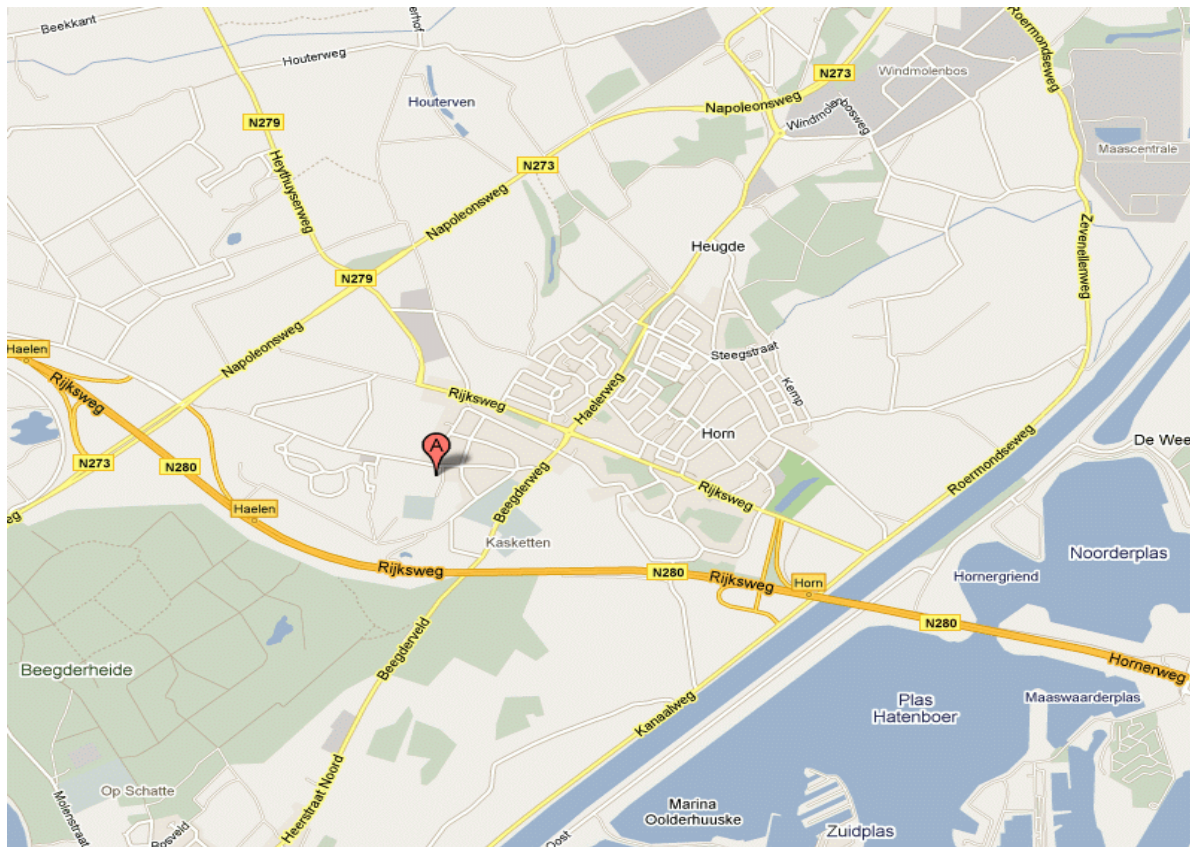 Beekkant
Houterweg
N279
Houterven
N273
Napoleonsweg
Windmolenbosweg
Windmolenbos
Roermondseweg
Maascentrale
Heythuyserweg
N273
Napoleonsweg
N279
Heugde
Zevenellenweg
Napoleonsweg
Haelen
Rijksweg
Steegstraat
Kemp
Rijksweg
Haelerweg
Horn
De Wee
A
N273
N280
Haelen
Beegderweg
Rijksweg
Roermondseweg
Kasketten
Rijksweg
N280
Rijksweg
Horn
Hornergriend
Noorderplas
N280
Hornerweg
Beegderheide
Beegderveld
Plas
Hatenboer
Maaswaarderplas
Kanaalweg
Op Schatte
Molenstraat
Bosveld
Heerstraat Noord
Marina
Oolderhuuske
Oost
Zuidplas